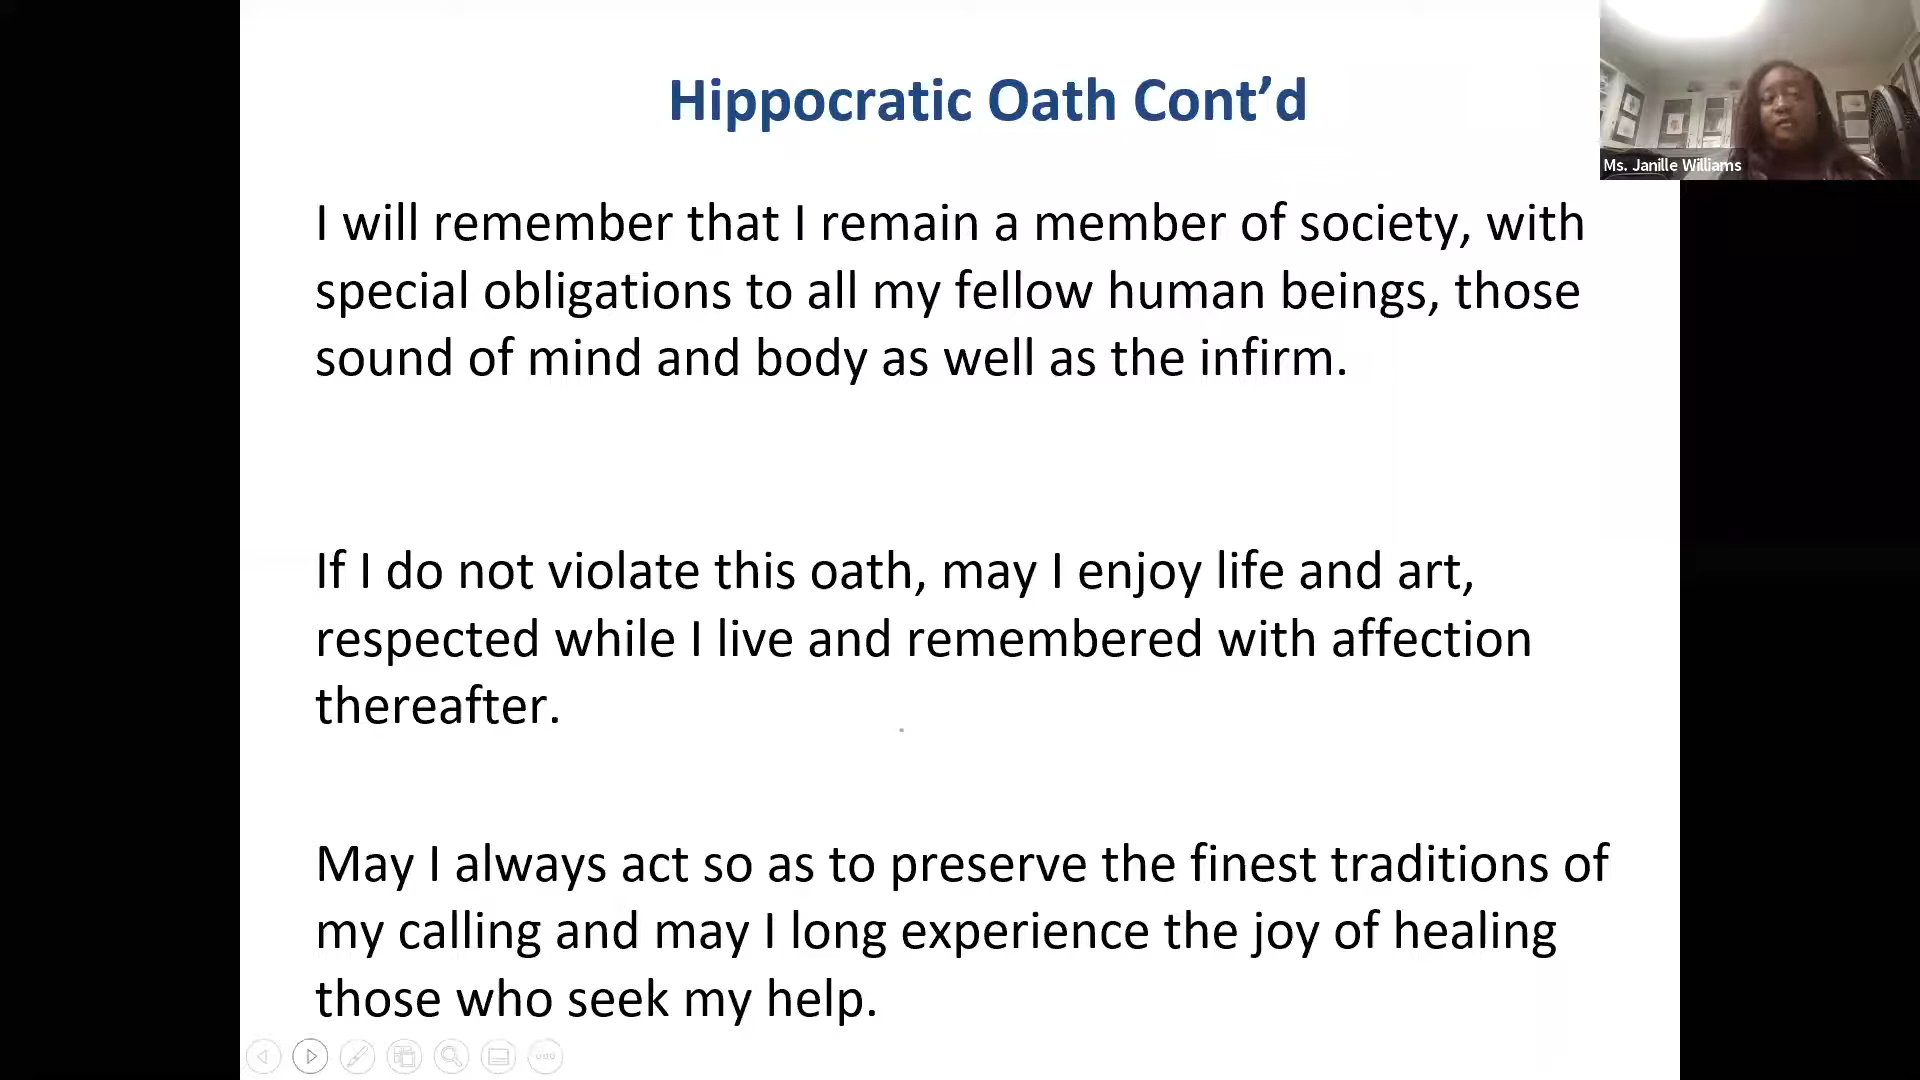 Hippocratic Oath Cont’d
Ms. Janille Williams
I will remember that I remain a member of society, with
special obligations to all my fellow human beings, those
sound of mind and body as well as the infirm.
If I do not violate this oath, may I enjoy life and art,
respected while I live and remembered with affection
thereafter.
May I always act so as to preserve the finest traditions of
my calling and may I long experience the joy of healing
those who seek my help.